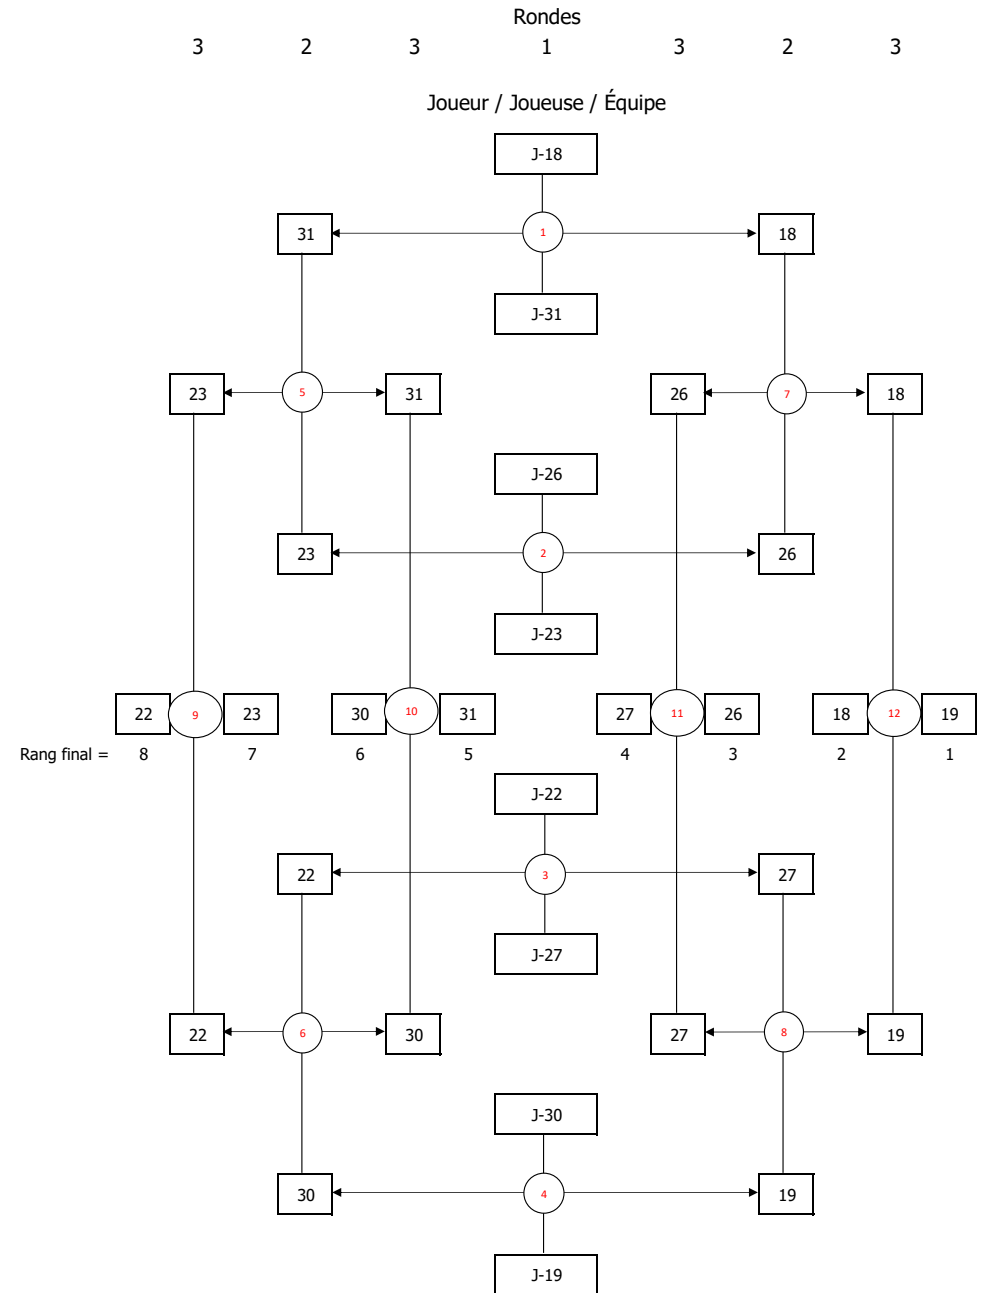 Rondes
3 2 3 1 3 2 3
Joueur / Joueuse / Équipe
J-18
31 1 18
J-31
23 5 31 26 7 18
J-26
23 2 26
J-23
22 9 23 30 10 31 27 11 26 18 12 19
Rang final = 8 7 6 5 4 3 2 1
J-22
22 3 27
J-27
22 6 30 27 8 19
J-30
30 4 19
J-19